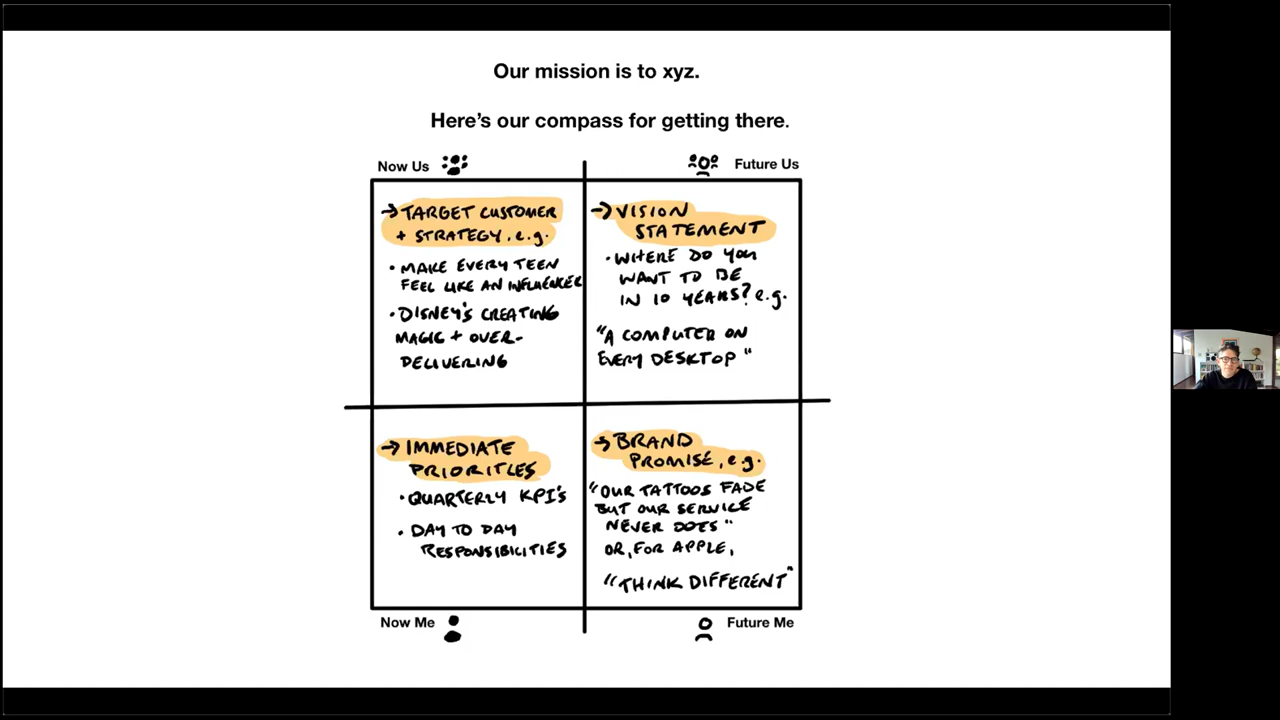 Our mission is to xyz.
Here's our compass for getting there.
Now Us
Future Us
→ TARGET CUSTOMER
+ STRATEGY, e.g.
• MAKE EVERY TEEN
FEEL LIKE AN INFLUENCER
• DISNEY'S CREATING
MAGIC + OVER-
DELIVERING
→ VISION
STATEMENT
• WHERE DO YOU
WANT TO BE
IN 10 YEARS? e.g.
"A COMPUTER ON
EVERY DESKTOP"
→ IMMEDIATE
PRIORITIES
• QUARTERLY KPI'S
• DAY TO DAY
RESPONSIBILITIES
→ BRAND
PROMISE, e.g.
"OUR TATTOOS FADE
BUT OUR SERVICE
NEVER DOES"
OR, FOR APPLE,
"THINK DIFFERENT"
Now Me
Future Me